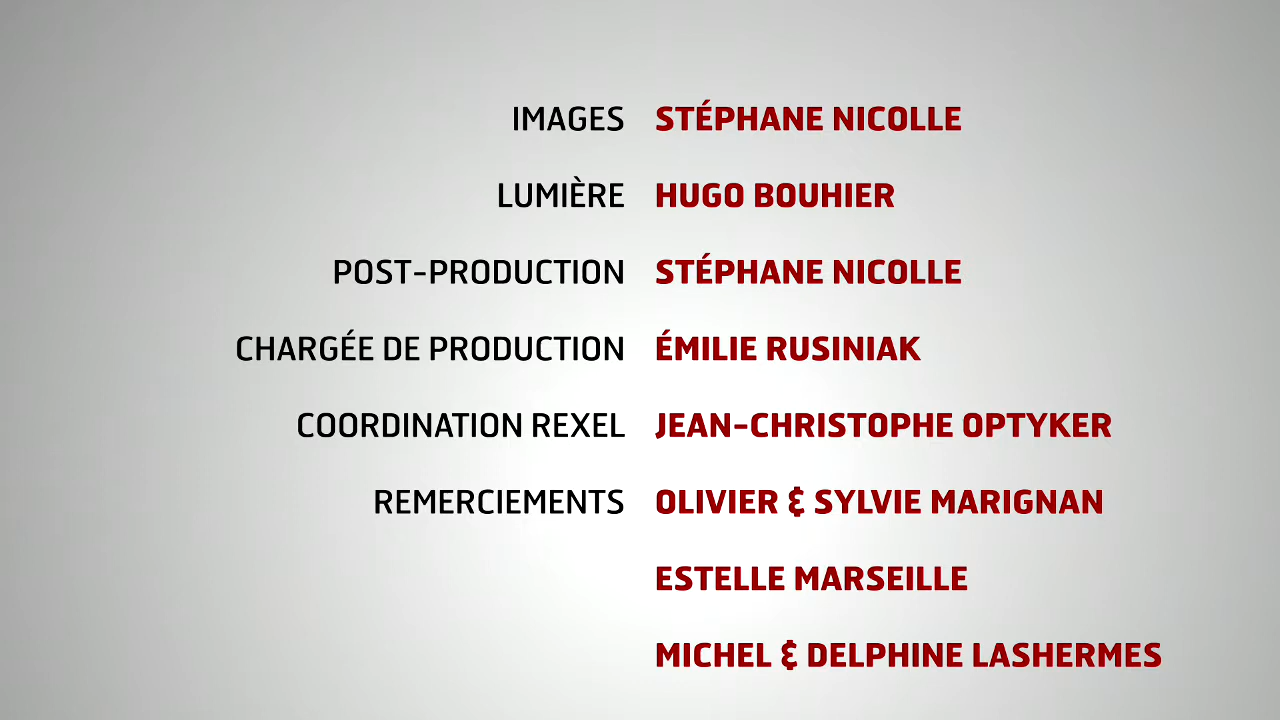 IMAGES STÉPHANE NICOLLE
LUMIÈRE HUGO BOUHIER
POST-PRODUCTION STÉPHANE NICOLLE
CHARGÉE DE PRODUCTION ÉMILIE RUSINIAK
COORDINATION REXEL JEAN-CHRISTOPHE OPTYKER
REMERCIEMENTS OLIVIER & SYLVIE MARIGNAN
ESTELLE MARSEILLE
MICHEL & DELPHINE LASHERMES